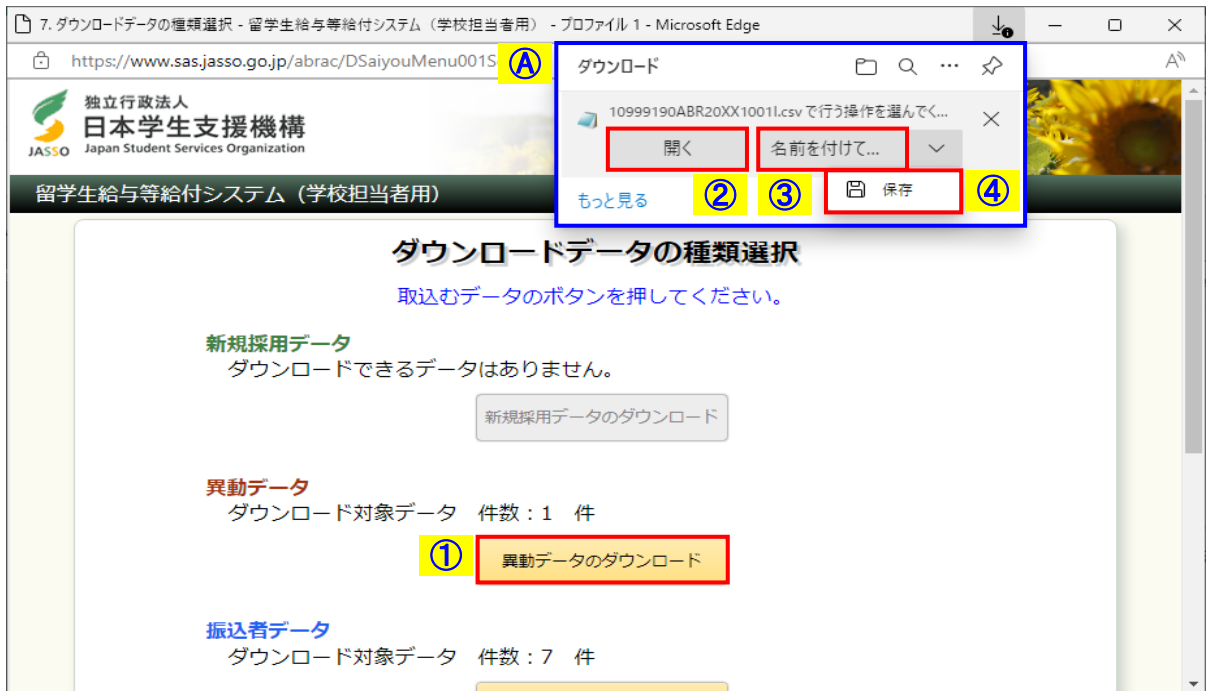 7. ダウンロードデータの種類選択 - 留学生給与等給付システム（学校担当者用） - プロファイル 1 - Microsoft Edge
https://www.sas.jasso.go.jp/abrac/DSaiyouMenu001S
Ⓐ
ダウンロード
10999190ABR20XX1001l.csv で行う操作を選んでく...
開く
名前を付けて...
もっと見る
②
③
保存
④
JASSO
独立行政法人
日本学生支援機構
Japan Student Services Organization
留学生給与等給付システム（学校担当者用）
ダウンロードデータの種類選択
取込むデータのボタンを押してください。
新規採用データ
ダウンロードできるデータはありません。
新規採用データのダウンロード
異動データ
ダウンロード対象データ 件数：1 件
①
異動データのダウンロード
振込者データ
ダウンロード対象データ 件数：7 件